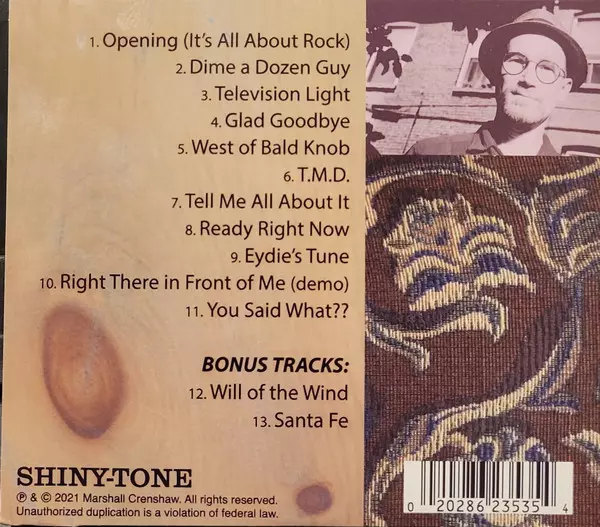 1. Opening (It's All About Rock)
2. Dime a Dozen Guy
3. Television Light
4. Glad Goodbye
5. West of Bald Knob
6. T.M.D.
7. Tell Me All About It
8. Ready Right Now
9. Eydie's Tune
10. Right There in Front of Me (demo)
11. You Said What??
BONUS TRACKS:
12. Will of the Wind
13. Santa Fe
SHINY-TONE
℗ & © 2021 Marshall Crenshaw. All rights reserved.
Unauthorized duplication is a violation of federal law.
0 20286 23535 4